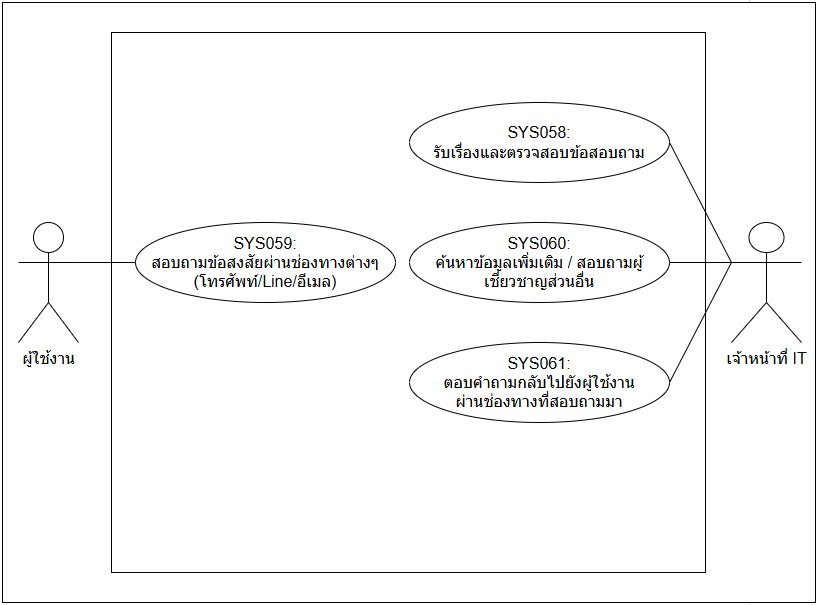 SYS058:
รับเรื่องและตรวจสอบข้อสอบถาม
SYS059:
สอบถามข้อสงสัยผ่านช่องทางต่างๆ
(โทรศัพท์/Line/อีเมล)
SYS060:
ค้นหาข้อมูลเพิ่มเติม / สอบถามผู้
เชี่ยวชาญส่วนอื่น
SYS061:
ตอบคำถามกลับไปยังผู้ใช้งาน
ผ่านช่องทางที่สอบถามมา
ผู้ใช้งาน
เจ้าหน้าที่ IT